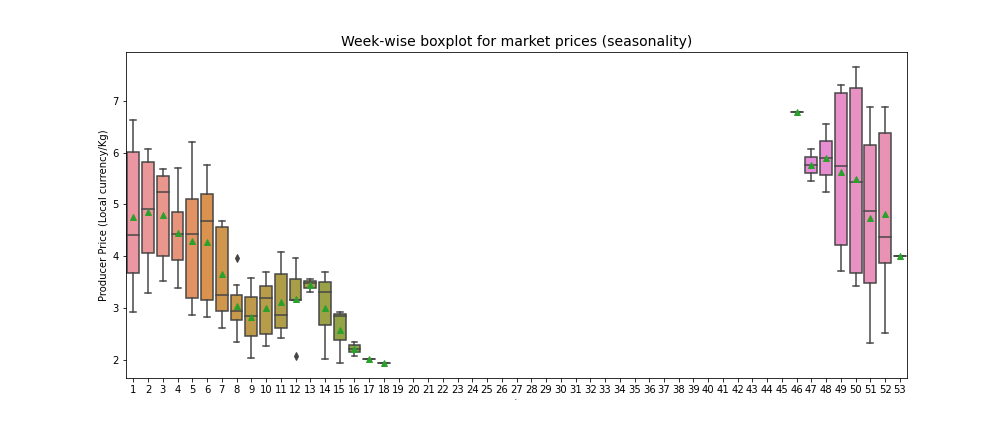 Week-wise boxplot for market prices (seasonality)
Producer Price (Local currency/Kg)
7
6
5
4
3
2
1 2 3 4 5 6 7 8 9 10 11 12 13 14 15 16 17 18 19 20 21 22 23 24 25 26 27 28 29 30 31 32 33 34 35 36 37 38 39 40 41 42 43 44 45 46 47 48 49 50 51 52 53
.